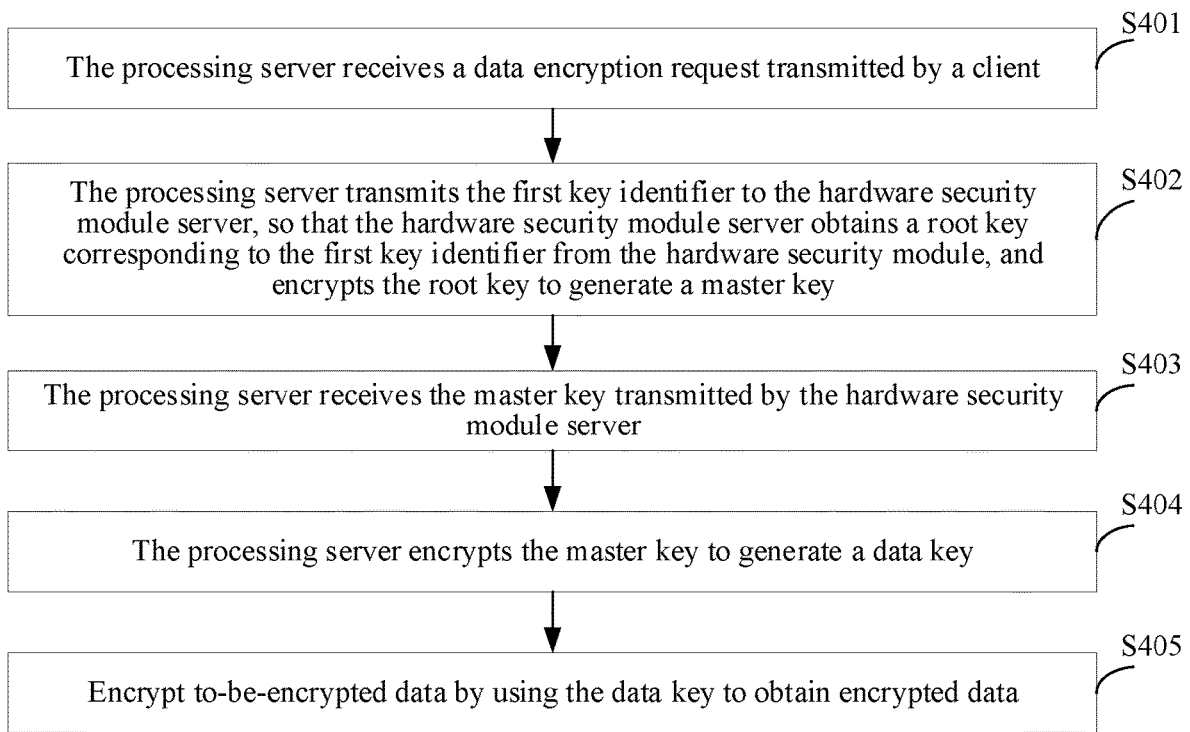 S401
The processing server receives a data encryption request transmitted by a client
S402
The processing server transmits the first key identifier to the hardware security
module server, so that the hardware security module server obtains a root key
corresponding to the first key identifier from the hardware security module, and
encrypts the root key to generate a master key
S403
The processing server receives the master key transmitted by the hardware security
module server
S404
The processing server encrypts the master key to generate a data key
S405
Encrypt to-be-encrypted data by using the data key to obtain encrypted data